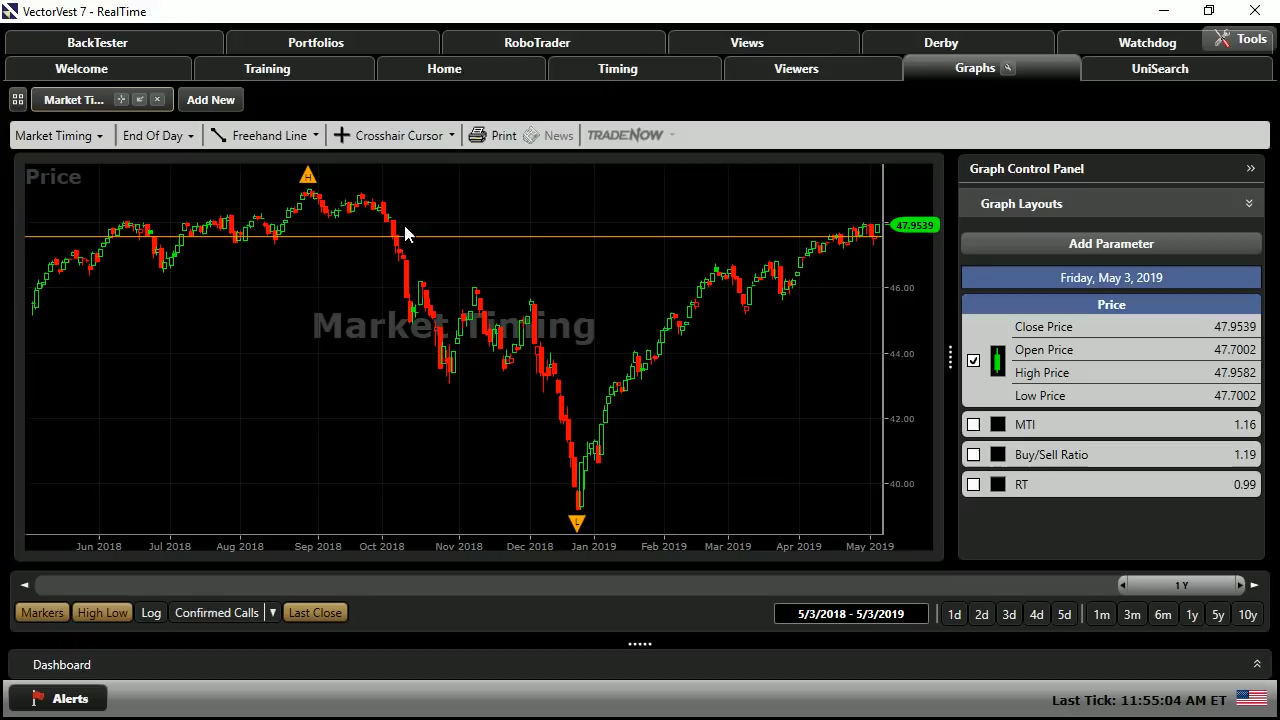 VectorVest 7 - RealTime
BackTester Portfolios RoboTrader Views Derby Watchdog Tools
Welcome Training Home Timing Viewers Graphs UniSearch
Market Ti... Add New
Market Timing End Of Day Freehand Line Crosshair Cursor Print News TRADENOW
Price
H
47.9539
46.00
Market Timing
44.00
42.00
40.00
L
Jun 2018 Jul 2018 Aug 2018 Sep 2018 Oct 2018 Nov 2018 Dec 2018 Jan 2019 Feb 2019 Mar 2019 Apr 2019 May 2019
Graph Control Panel
Graph Layouts
Add Parameter
Friday, May 3, 2019
Price
Close Price 47.9539
Open Price 47.7002
High Price 47.9582
Low Price 47.7002
MTI 1.16
Buy/Sell Ratio 1.19
RT 0.99
1 Y
Markers High Low Log Confirmed Calls Last Close 5/3/2018 - 5/3/2019 1d 2d 3d 4d 5d 1m 3m 6m 1y 5y 10y
Dashboard
Alerts Last Tick: 11:55:04 AM ET